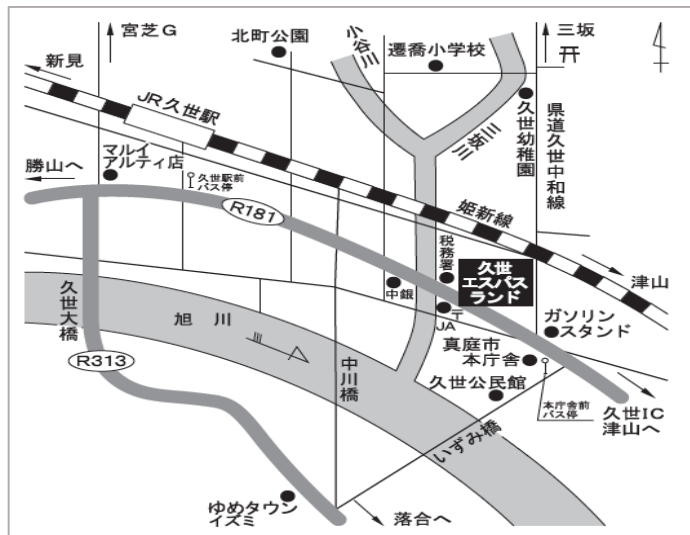 宮芝G
北町公園
小谷川
遷喬小学校
三坂
新見
JR久世駅
三坂川
久世幼稚園
県道久世中和線
マルイ
アルティ店
勝山へ
久世駅前
バス停
R181
姫新線
税務署
久世
エスパス
ランド
津山
中銀
〒
JA
ガソリン
スタンド
久世大橋
旭川
R313
中川橋
真庭市
本庁舎
久世公民館
本庁舎前
バス停
久世IC
津山へ
いずみ橋
ゆめタウン
イズミ
落合へ